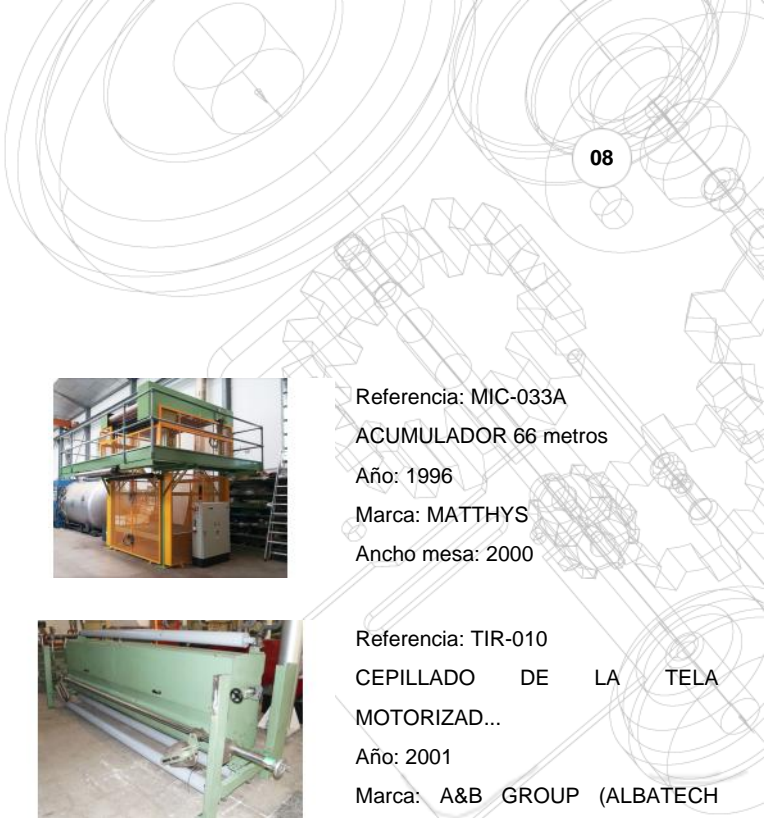 08
Referencia: MIC-033A
ACUMULADOR 66 metros
Año: 1996
Marca: MATTHYS
Ancho mesa: 2000
Referencia: TIR-010
CEPILLADO DE LA TELA
MOTORIZAD...
Año: 2001
Marca: A&B GROUP (ALBATECH